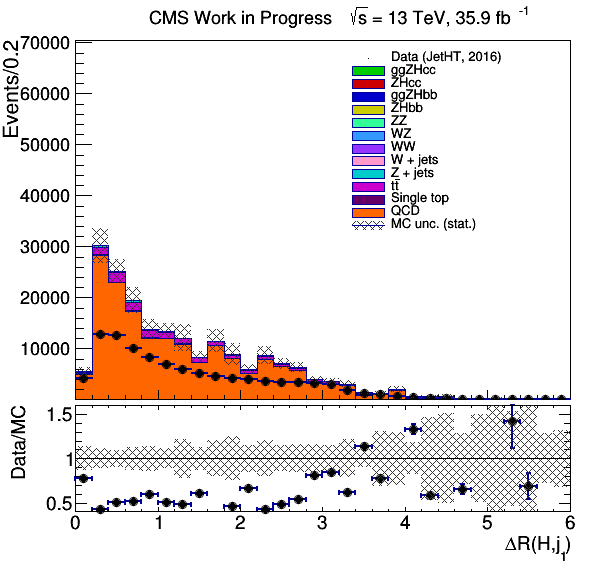 CMS Work in Progress √s = 13 TeV, 35.9 fb⁻¹
Events/0.2
70000
60000
50000
40000
30000
20000
10000
Data (JetHT, 2016)
ggZHcc
ZHcc
ggZHbb
ZHbb
ZZ
WZ
WW
W + jets
Z + jets
tt̄
Single top
QCD
MC unc. (stat.)
Data/MC
1.5
1
0.5
0 1 2 3 4 5 6
ΔR(H,j₁)